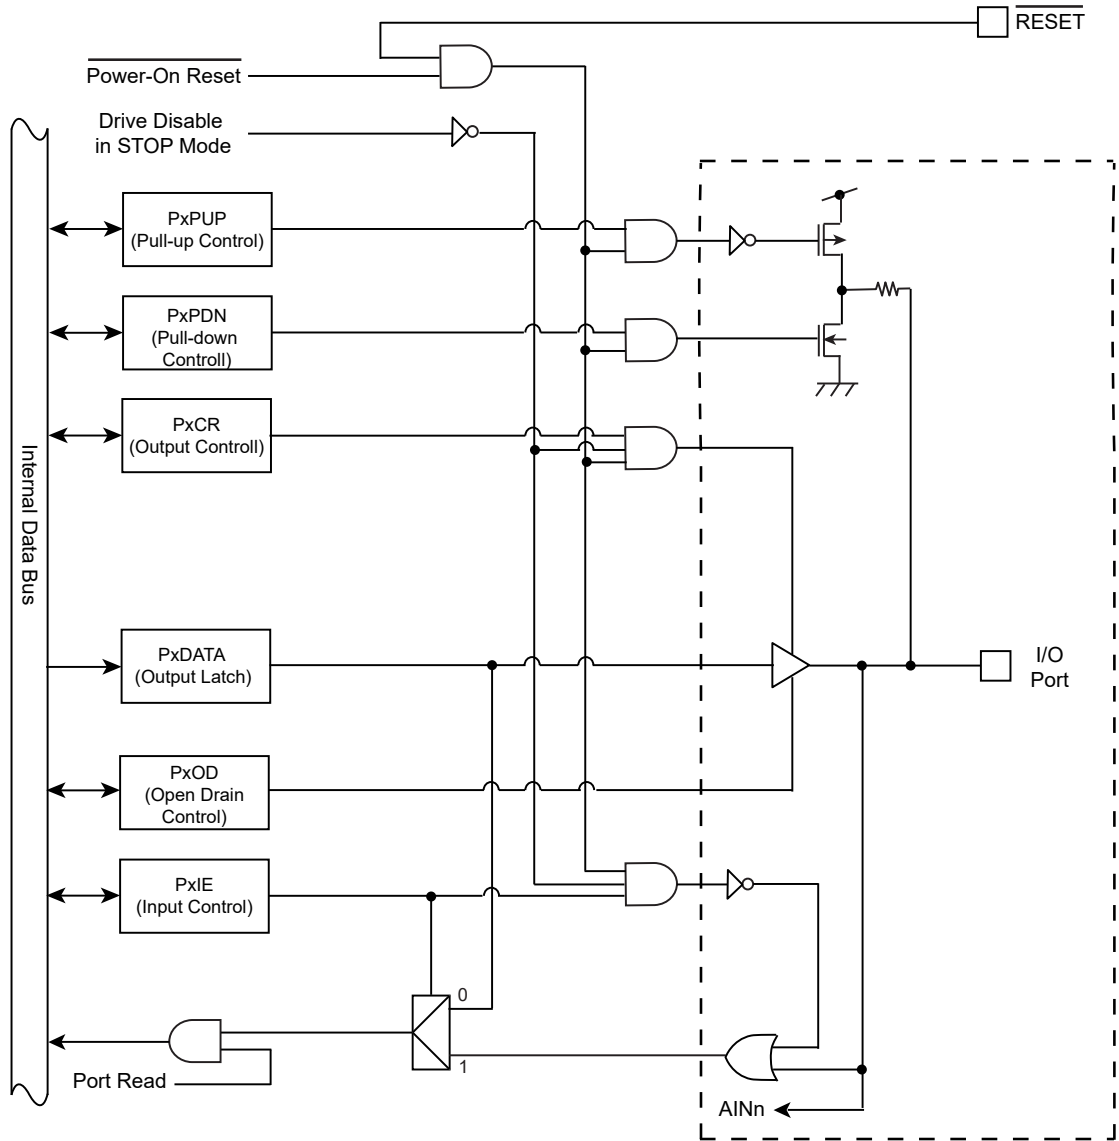 RESET
Power-On Reset
Drive Disable
in STOP Mode
PxPUP
(Pull-up Control)
PxPDN
(Pull-down
Controll)
PxCR
(Output Controll)
Internal Data Bus
PxDATA
(Output Latch)
I/O
Port
PxOD
(Open Drain
Control)
PxIE
(Input Control)
0
1
Port Read
AINn